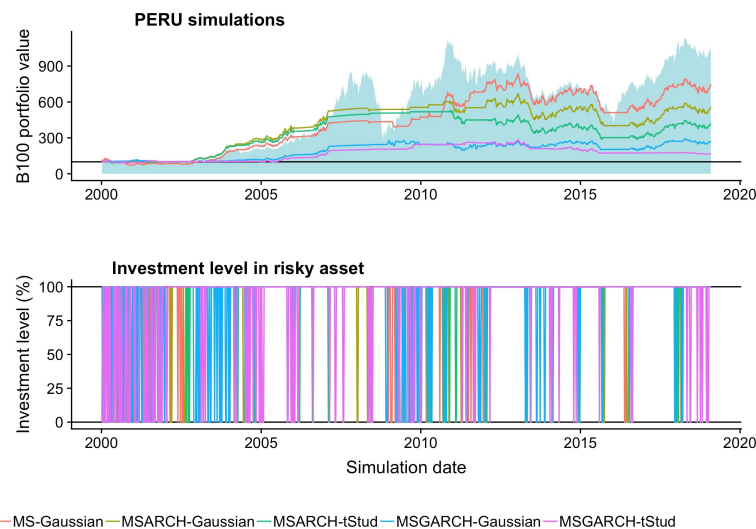 PERU simulations
B100 portfolio value
900
600
300
0
2000 2005 2010 2015 2020
Investment level in risky asset
Investment level (%)
100
75
50
25
0
2000 2005 2010 2015 2020
Simulation date
MS-Gaussian MSARCH-Gaussian MSARCH-tStud MSGARCH-Gaussian MSGARCH-tStud